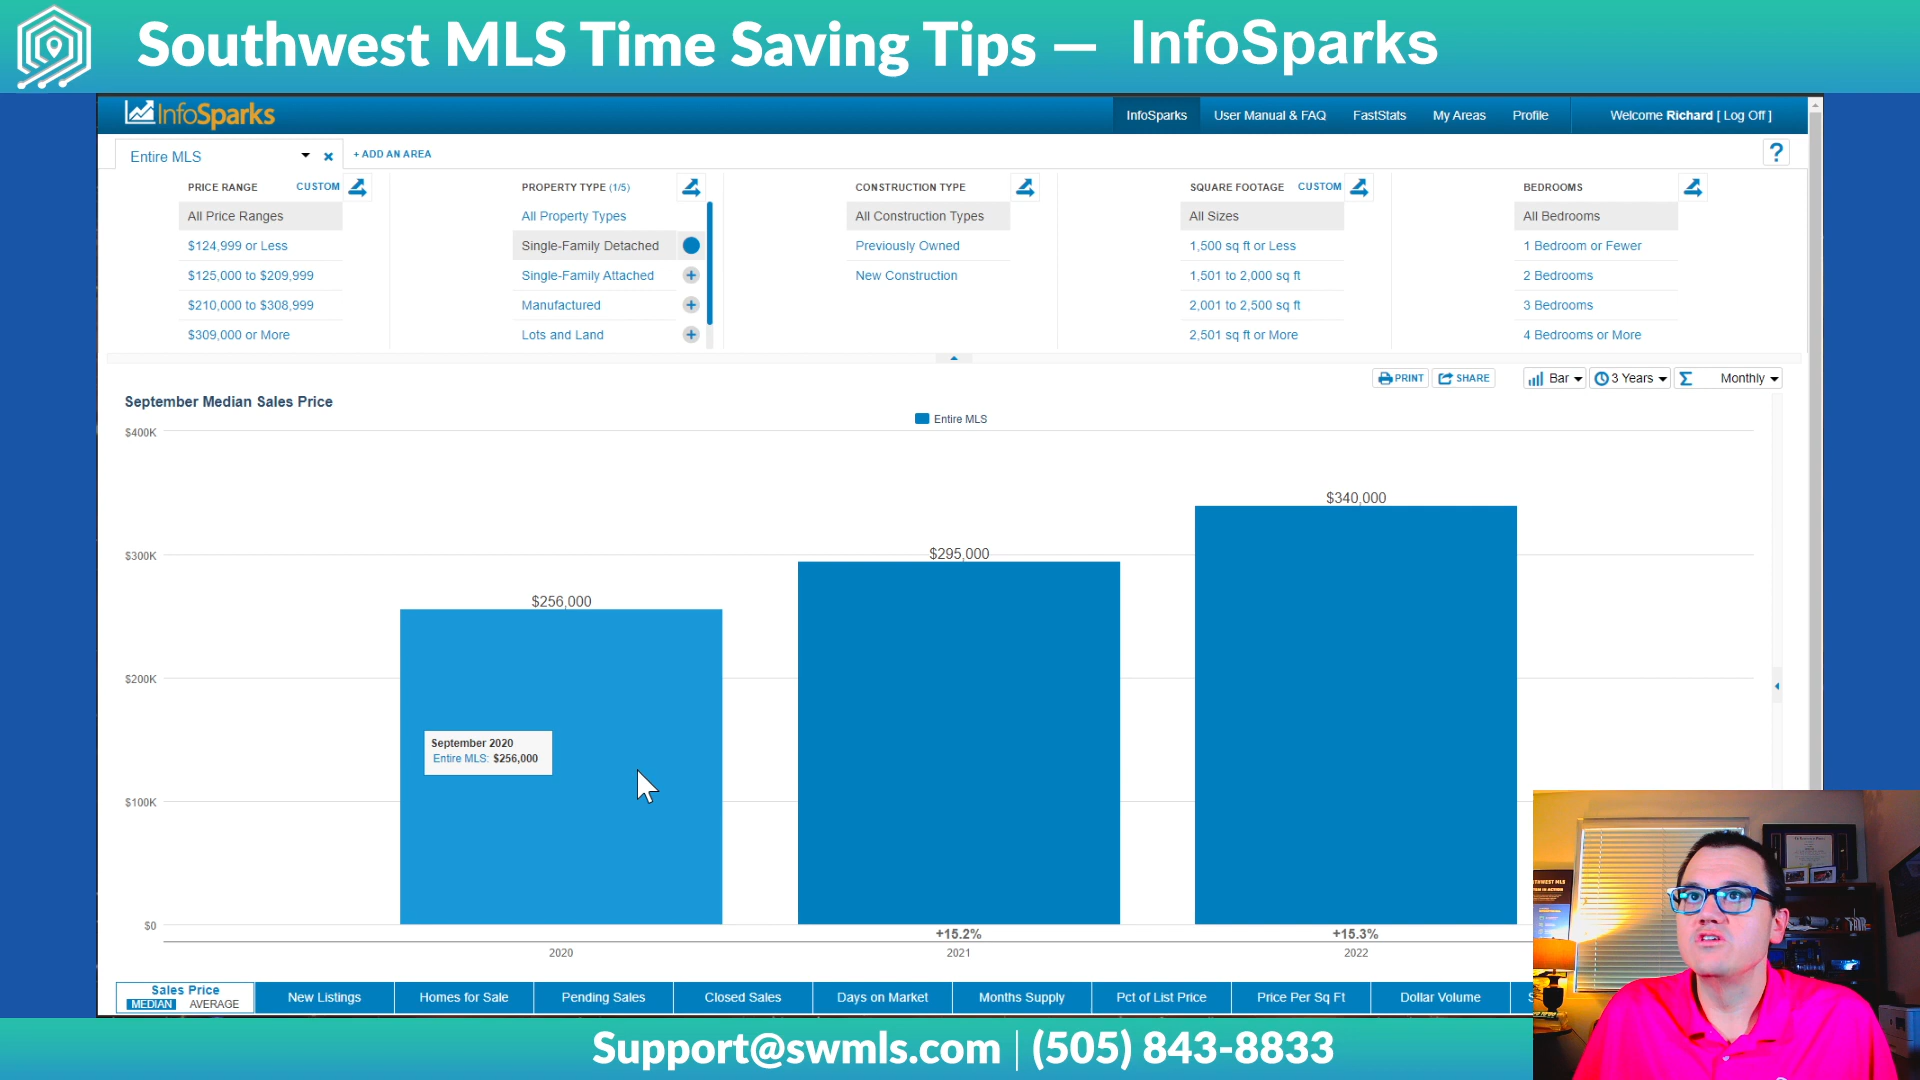 Southwest MLS Time Saving Tips — InfoSparks
InfoSparks
InfoSparks User Manual & FAQ FastStats My Areas Profile Welcome Richard [ Log Off ]
Entire MLS + ADD AN AREA ?
PRICE RANGE CUSTOM
All Price Ranges
$124,999 or Less
$125,000 to $209,999
$210,000 to $308,999
$309,000 or More
PROPERTY TYPE (1/5)
All Property Types
Single-Family Detached
Single-Family Attached
Manufactured
Lots and Land
CONSTRUCTION TYPE
All Construction Types
Previously Owned
New Construction
SQUARE FOOTAGE CUSTOM
All Sizes
1,500 sq ft or Less
1,501 to 2,000 sq ft
2,001 to 2,500 sq ft
2,501 sq ft or More
BEDROOMS
All Bedrooms
1 Bedroom or Fewer
2 Bedrooms
3 Bedrooms
4 Bedrooms or More
PRINT SHARE Bar 3 Years Σ Monthly
September Median Sales Price
Entire MLS
$400K
$340,000
$300K
$295,000
$256,000
$200K
September 2020
Entire MLS: $256,000
$100K
$0
+15.2% +15.3%
2020 2021 2022
Sales Price
MEDIAN AVERAGE
New Listings Homes for Sale Pending Sales Closed Sales Days on Market Months Supply Pct of List Price Price Per Sq Ft Dollar Volume
Support@swmls.com | (505) 843-8833